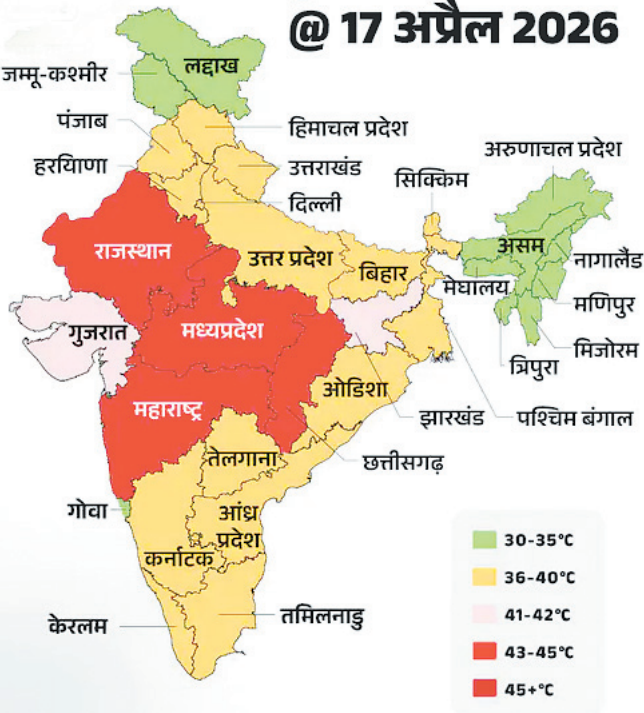 @ 17 अप्रैल 2026
लद्दाख
जम्मू-कश्मीर
पंजाब
हिमाचल प्रदेश
हरयिाणा
उत्तराखंड
दिल्ली
अरुणाचल प्रदेश
सिक्किम
राजस्थान
उत्तर प्रदेश
बिहार
असम
नागालैंड
मेघालय
मणिपुर
गुजरात
मध्यप्रदेश
मिजोरम
त्रिपुरा
ओडिशा
महाराष्ट्र
झारखंड
पश्चिम बंगाल
तेलगाना
छत्तीसगढ़
गोवा
आंध्र
प्रदेश
कर्नाटक
केरलम
तमिलनाडु
30-35°C
36-40°C
41-42°C
43-45°C
45+°C